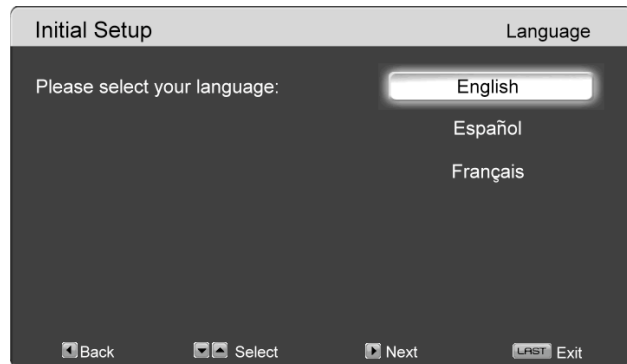 Initial Setup Language
Please select your language: English
Español
Français
Back Select Next LAST Exit